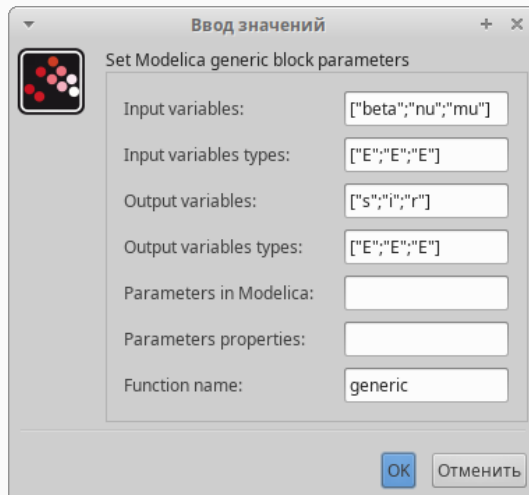 Ввод значений
Set Modelica generic block parameters
Input variables: ["beta";"nu";"mu"]
Input variables types: ["E";"E";"E"]
Output variables: ["s";"i";"r"]
Output variables types: ["E";"E";"E"]
Parameters in Modelica:
Parameters properties:
Function name: generic
OK Отменить